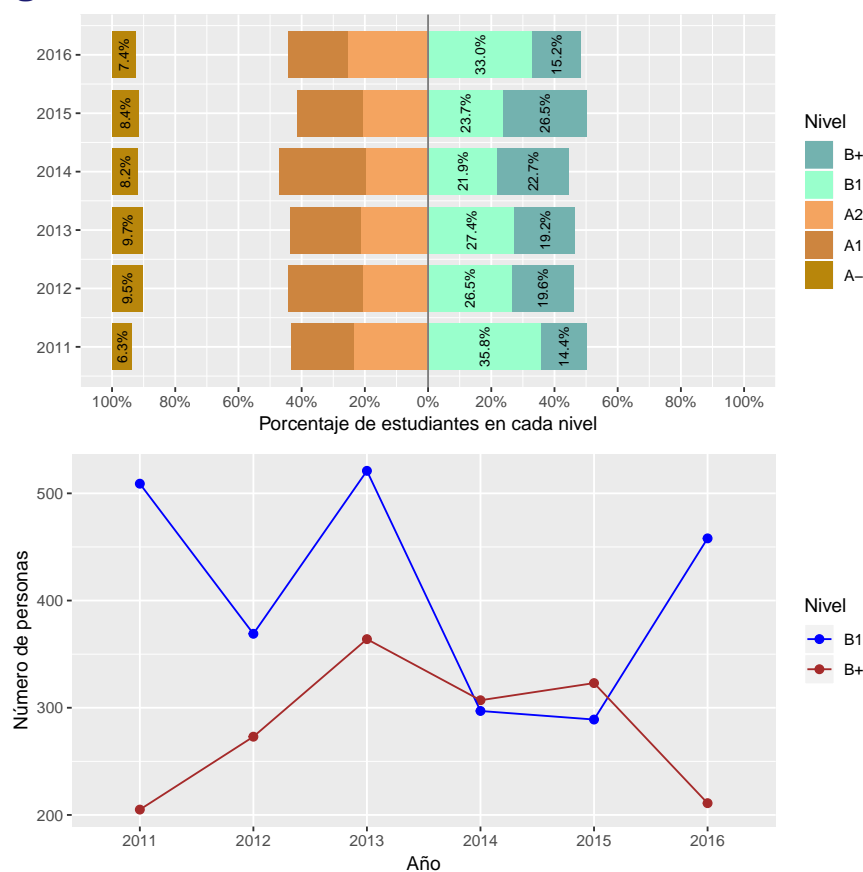 2016
7.4%
33.0%
15.2%
2015
8.4%
23.7%
26.5%
2014
8.2%
21.9%
22.7%
2013
9.7%
27.4%
19.2%
2012
9.5%
26.5%
19.6%
2011
6.3%
35.8%
14.4%
100% 80% 60% 40% 20% 0% 20% 40% 60% 80% 100%
Porcentaje de estudiantes en cada nivel
Nivel
B+
B1
A2
A1
A−
Número de personas
500
400
300
200
2011 2012 2013 2014 2015 2016
Año
Nivel
B1
B+